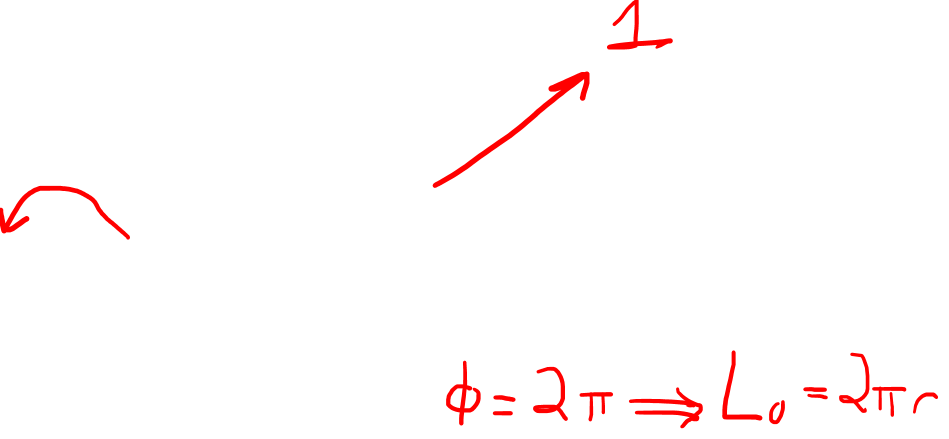 1
ϕ = 2π ⟹ L₀ = 2πr